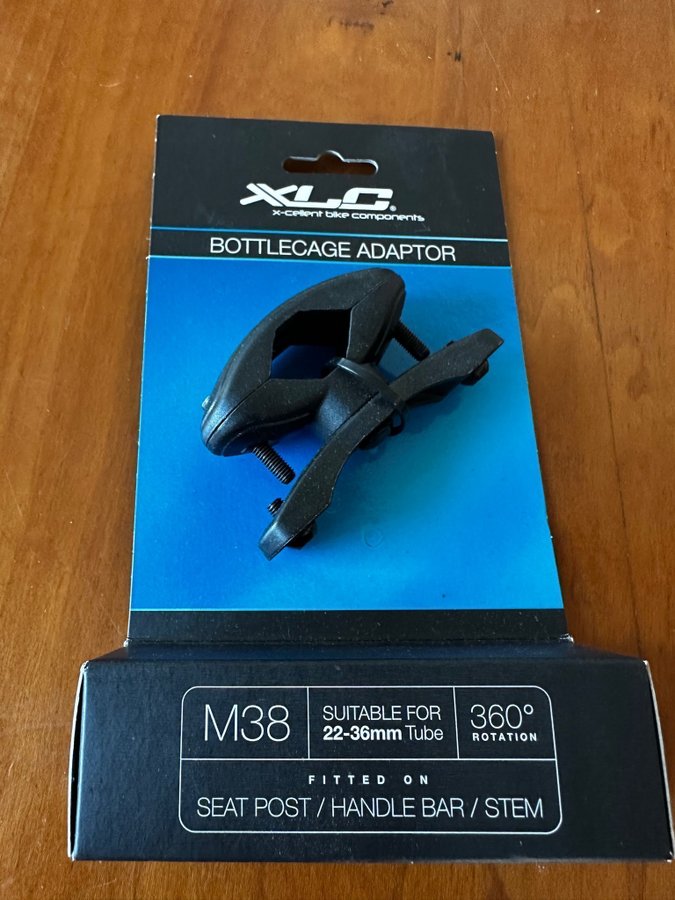 XLC®
x-cellent bike components
BOTTLECAGE ADAPTOR
M38
SUITABLE FOR
22-36mm Tube
360°
ROTATION
FITTED ON
SEAT POST / HANDLE BAR / STEM